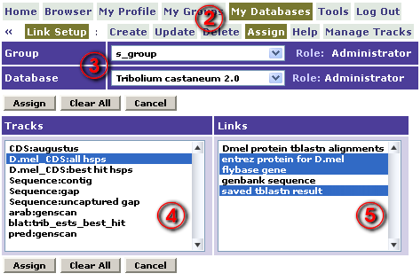 Home Browser My Profile My Groups My Databases Tools Log Out
2
« Link Setup : Create Update Delete Assign Help Manage Tracks
Group s_group Role: Administrator
3
Database Tribolium castaneum 2.0 Role: Administrator
Assign Clear All Cancel
Tracks Links
CDS:augustus
D.mel_CDS:all hsps
D.mel_CDS:best hit hsps
Sequence:contig
Sequence:gap
Sequence:uncaptured gap
arab:genscan
blat:trib_ests_best_hit
pred:genscan
4
Dmel protein tblastn alignments
entrez protein for D.mel
flybase gene
genbank sequence
saved tblastn result
5
Assign Clear All Cancel